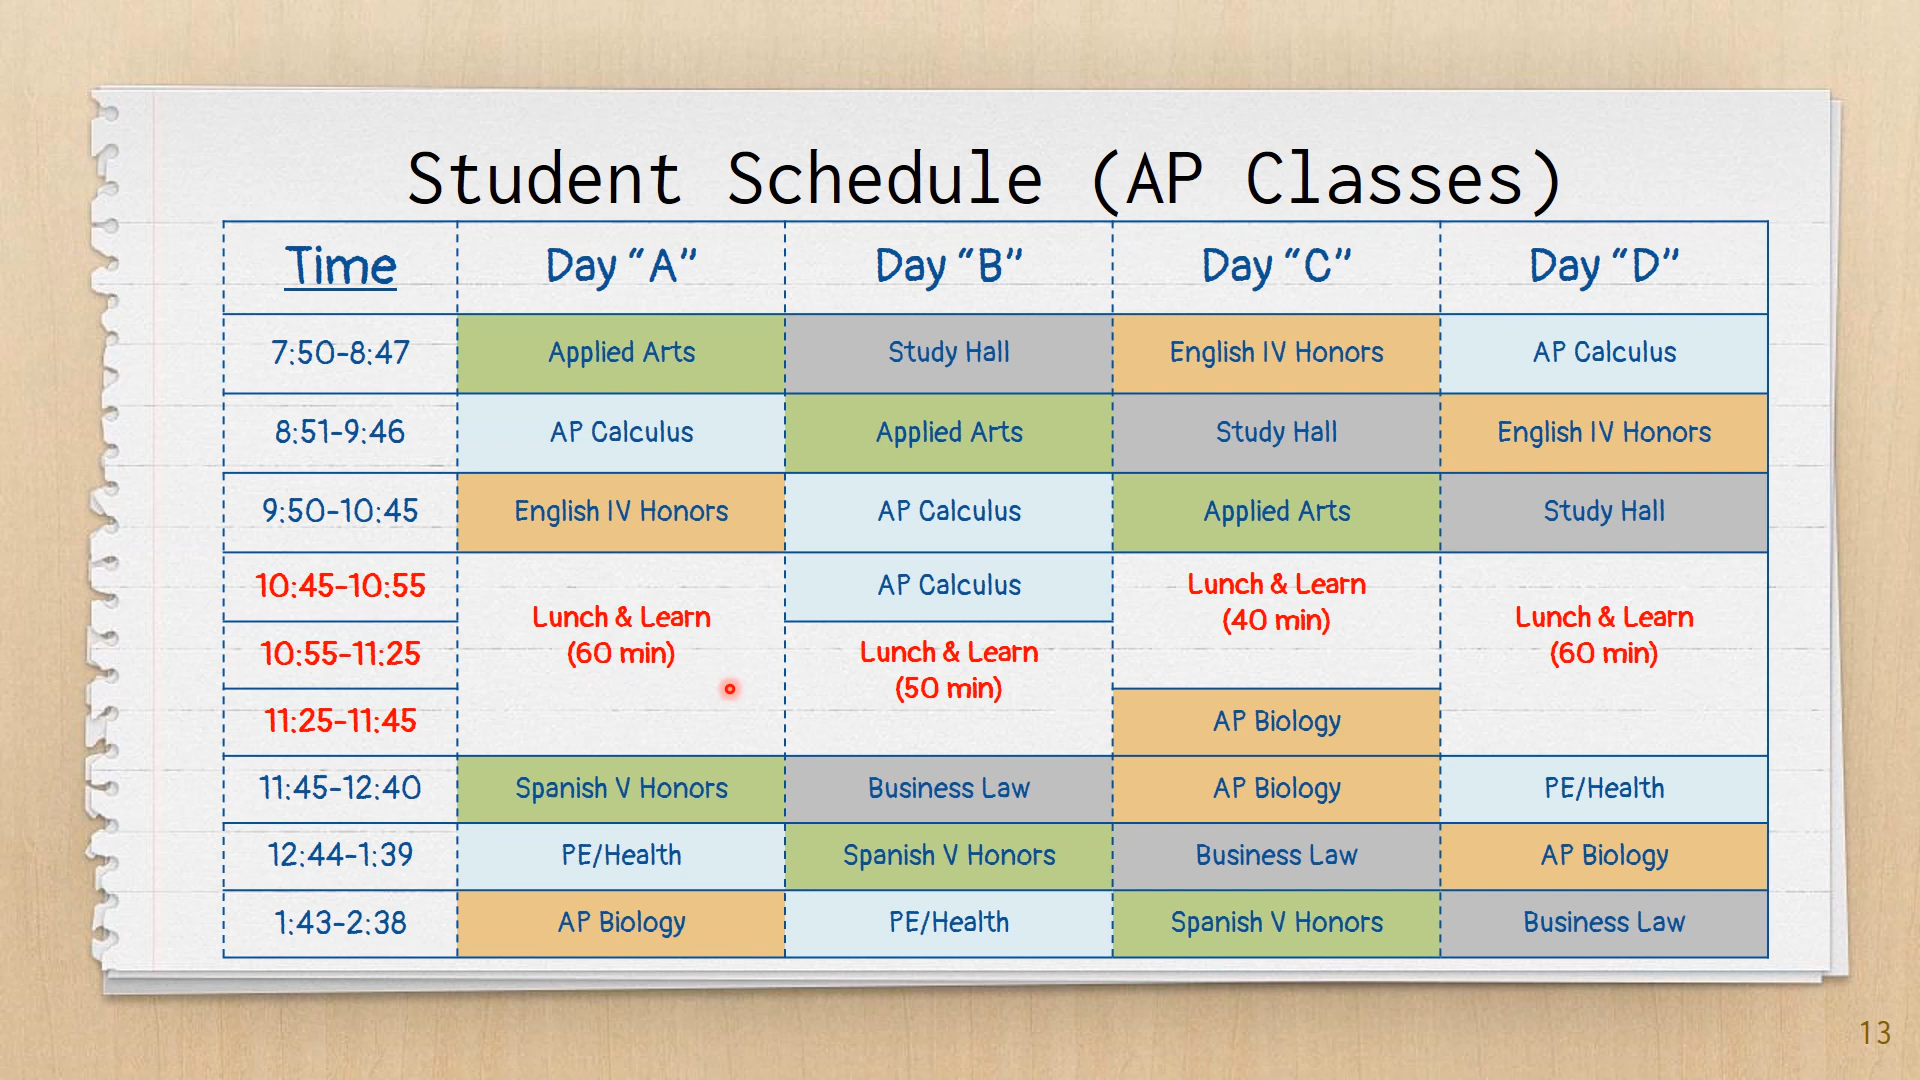 Student Schedule (AP Classes)
Time Day “A” Day “B” Day “C” Day “D”
7:50-8:47 Applied Arts Study Hall English IV Honors AP Calculus
8:51-9:46 AP Calculus Applied Arts Study Hall English IV Honors
9:50-10:45 English IV Honors AP Calculus Applied Arts Study Hall
10:45-10:55 AP Calculus
Lunch & Learn
(60 min)
Lunch & Learn
(50 min)
Lunch & Learn
(40 min)
Lunch & Learn
(60 min)
10:55-11:25
11:25-11:45 AP Biology
11:45-12:40 Spanish V Honors Business Law AP Biology PE/Health
12:44-1:39 PE/Health Spanish V Honors Business Law AP Biology
1:43-2:38 AP Biology PE/Health Spanish V Honors Business Law
13